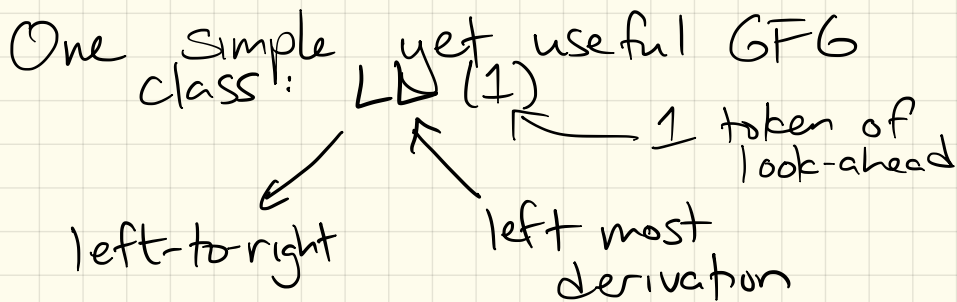 One simple yet useful GFG
class: LL (1)
1 token of
look-ahead
left-to-right
left most
derivation